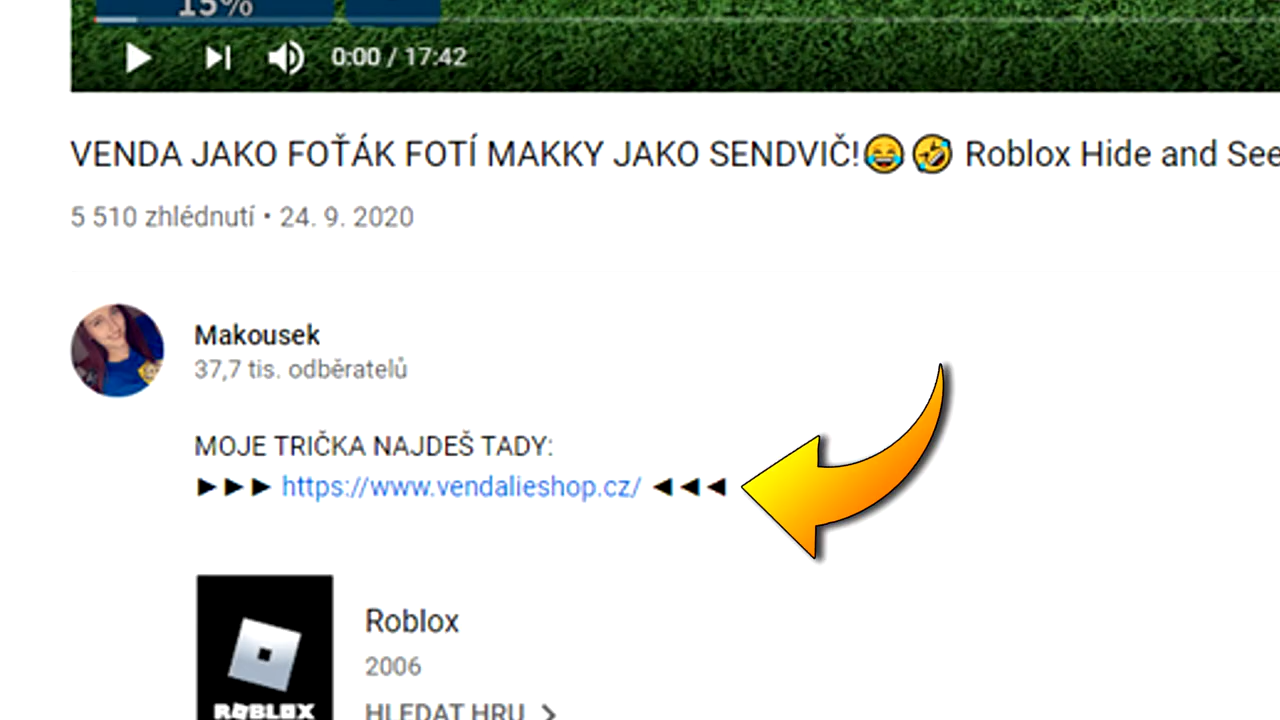 15%
0:00 / 17:42
VENDA JAKO FOŤÁK FOTÍ MAKKY JAKO SENDVIČ!😂🤣 Roblox Hide and See
5 510 zhlédnutí • 24. 9. 2020
Makousek
37,7 tis. odběratelů
MOJE TRIČKA NAJDEŠ TADY:
►►► https://www.vendalieshop.cz/ ◄◄◄
Roblox
2006
ROBLOX
HLEDAT HRU